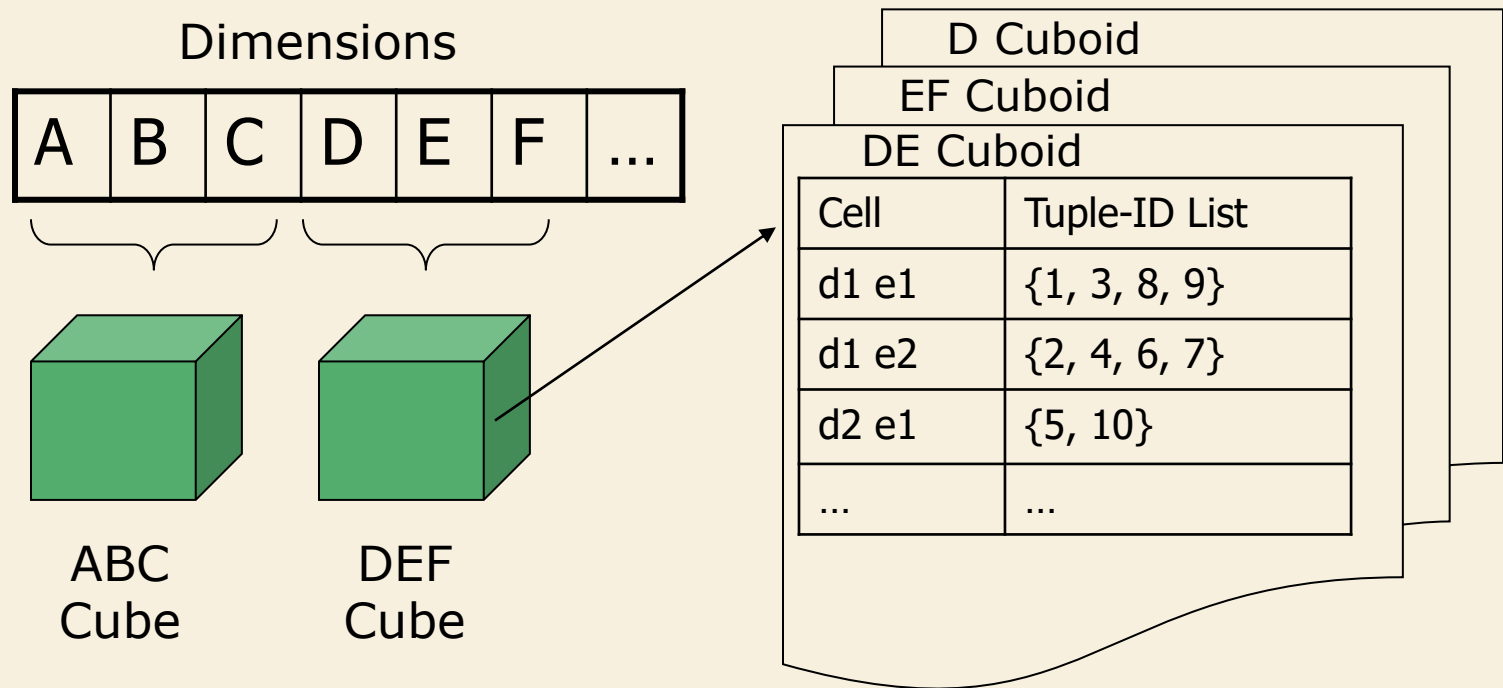 Dimensions
A B C D E F ...
ABC
Cube
DEF
Cube
D Cuboid
EF Cuboid
DE Cuboid
Cell Tuple-ID List
d1 e1 {1, 3, 8, 9}
d1 e2 {2, 4, 6, 7}
d2 e1 {5, 10}
... ...